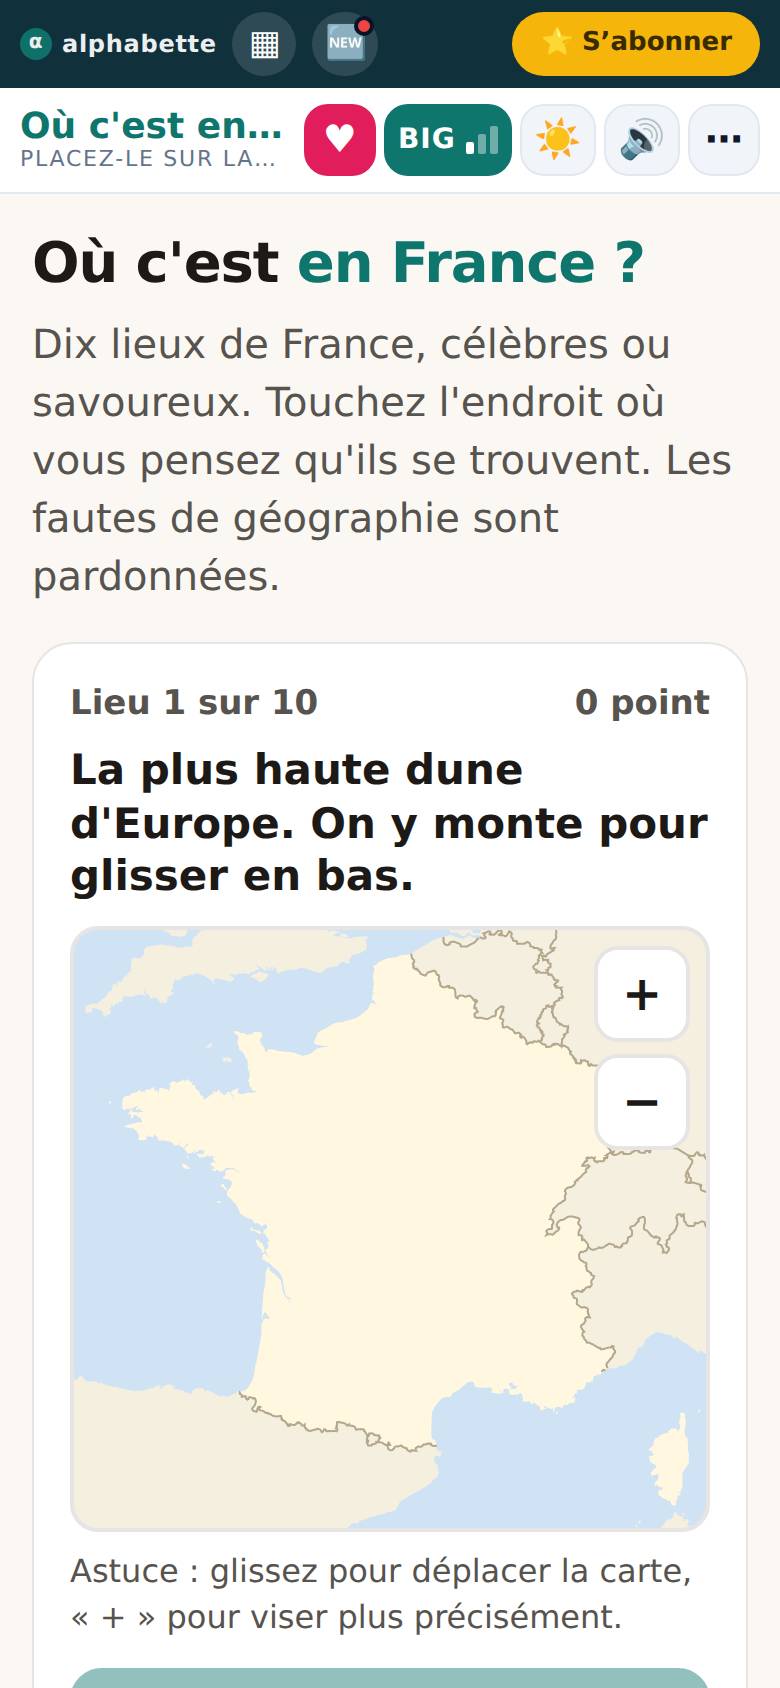 α alphabette
NEW
⭐ S’abonner
Où c'est en…
PLACEZ-LE SUR LA…
BIG
Où c'est en France ?
Dix lieux de France, célèbres ou
savoureux. Touchez l'endroit où
vous pensez qu'ils se trouvent. Les
fautes de géographie sont
pardonnées.
Lieu 1 sur 10
0 point
La plus haute dune
d'Europe. On y monte pour
glisser en bas.
+
−
Astuce : glissez pour déplacer la carte,
« + » pour viser plus précisément.